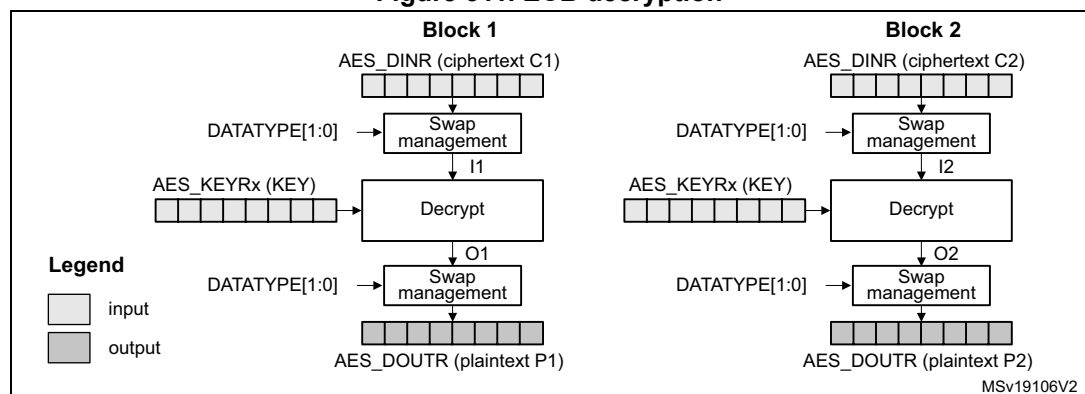 Block 1
AES_DINR (ciphertext C1)
DATATYPE[1:0]
Swap
management
I1
AES_KEYRx (KEY)
Decrypt
O1
DATATYPE[1:0]
Swap
management
AES_DOUTR (plaintext P1)
Block 2
AES_DINR (ciphertext C2)
DATATYPE[1:0]
Swap
management
I2
AES_KEYRx (KEY)
Decrypt
O2
DATATYPE[1:0]
Swap
management
AES_DOUTR (plaintext P2)
Legend
input
output
MSv19106V2